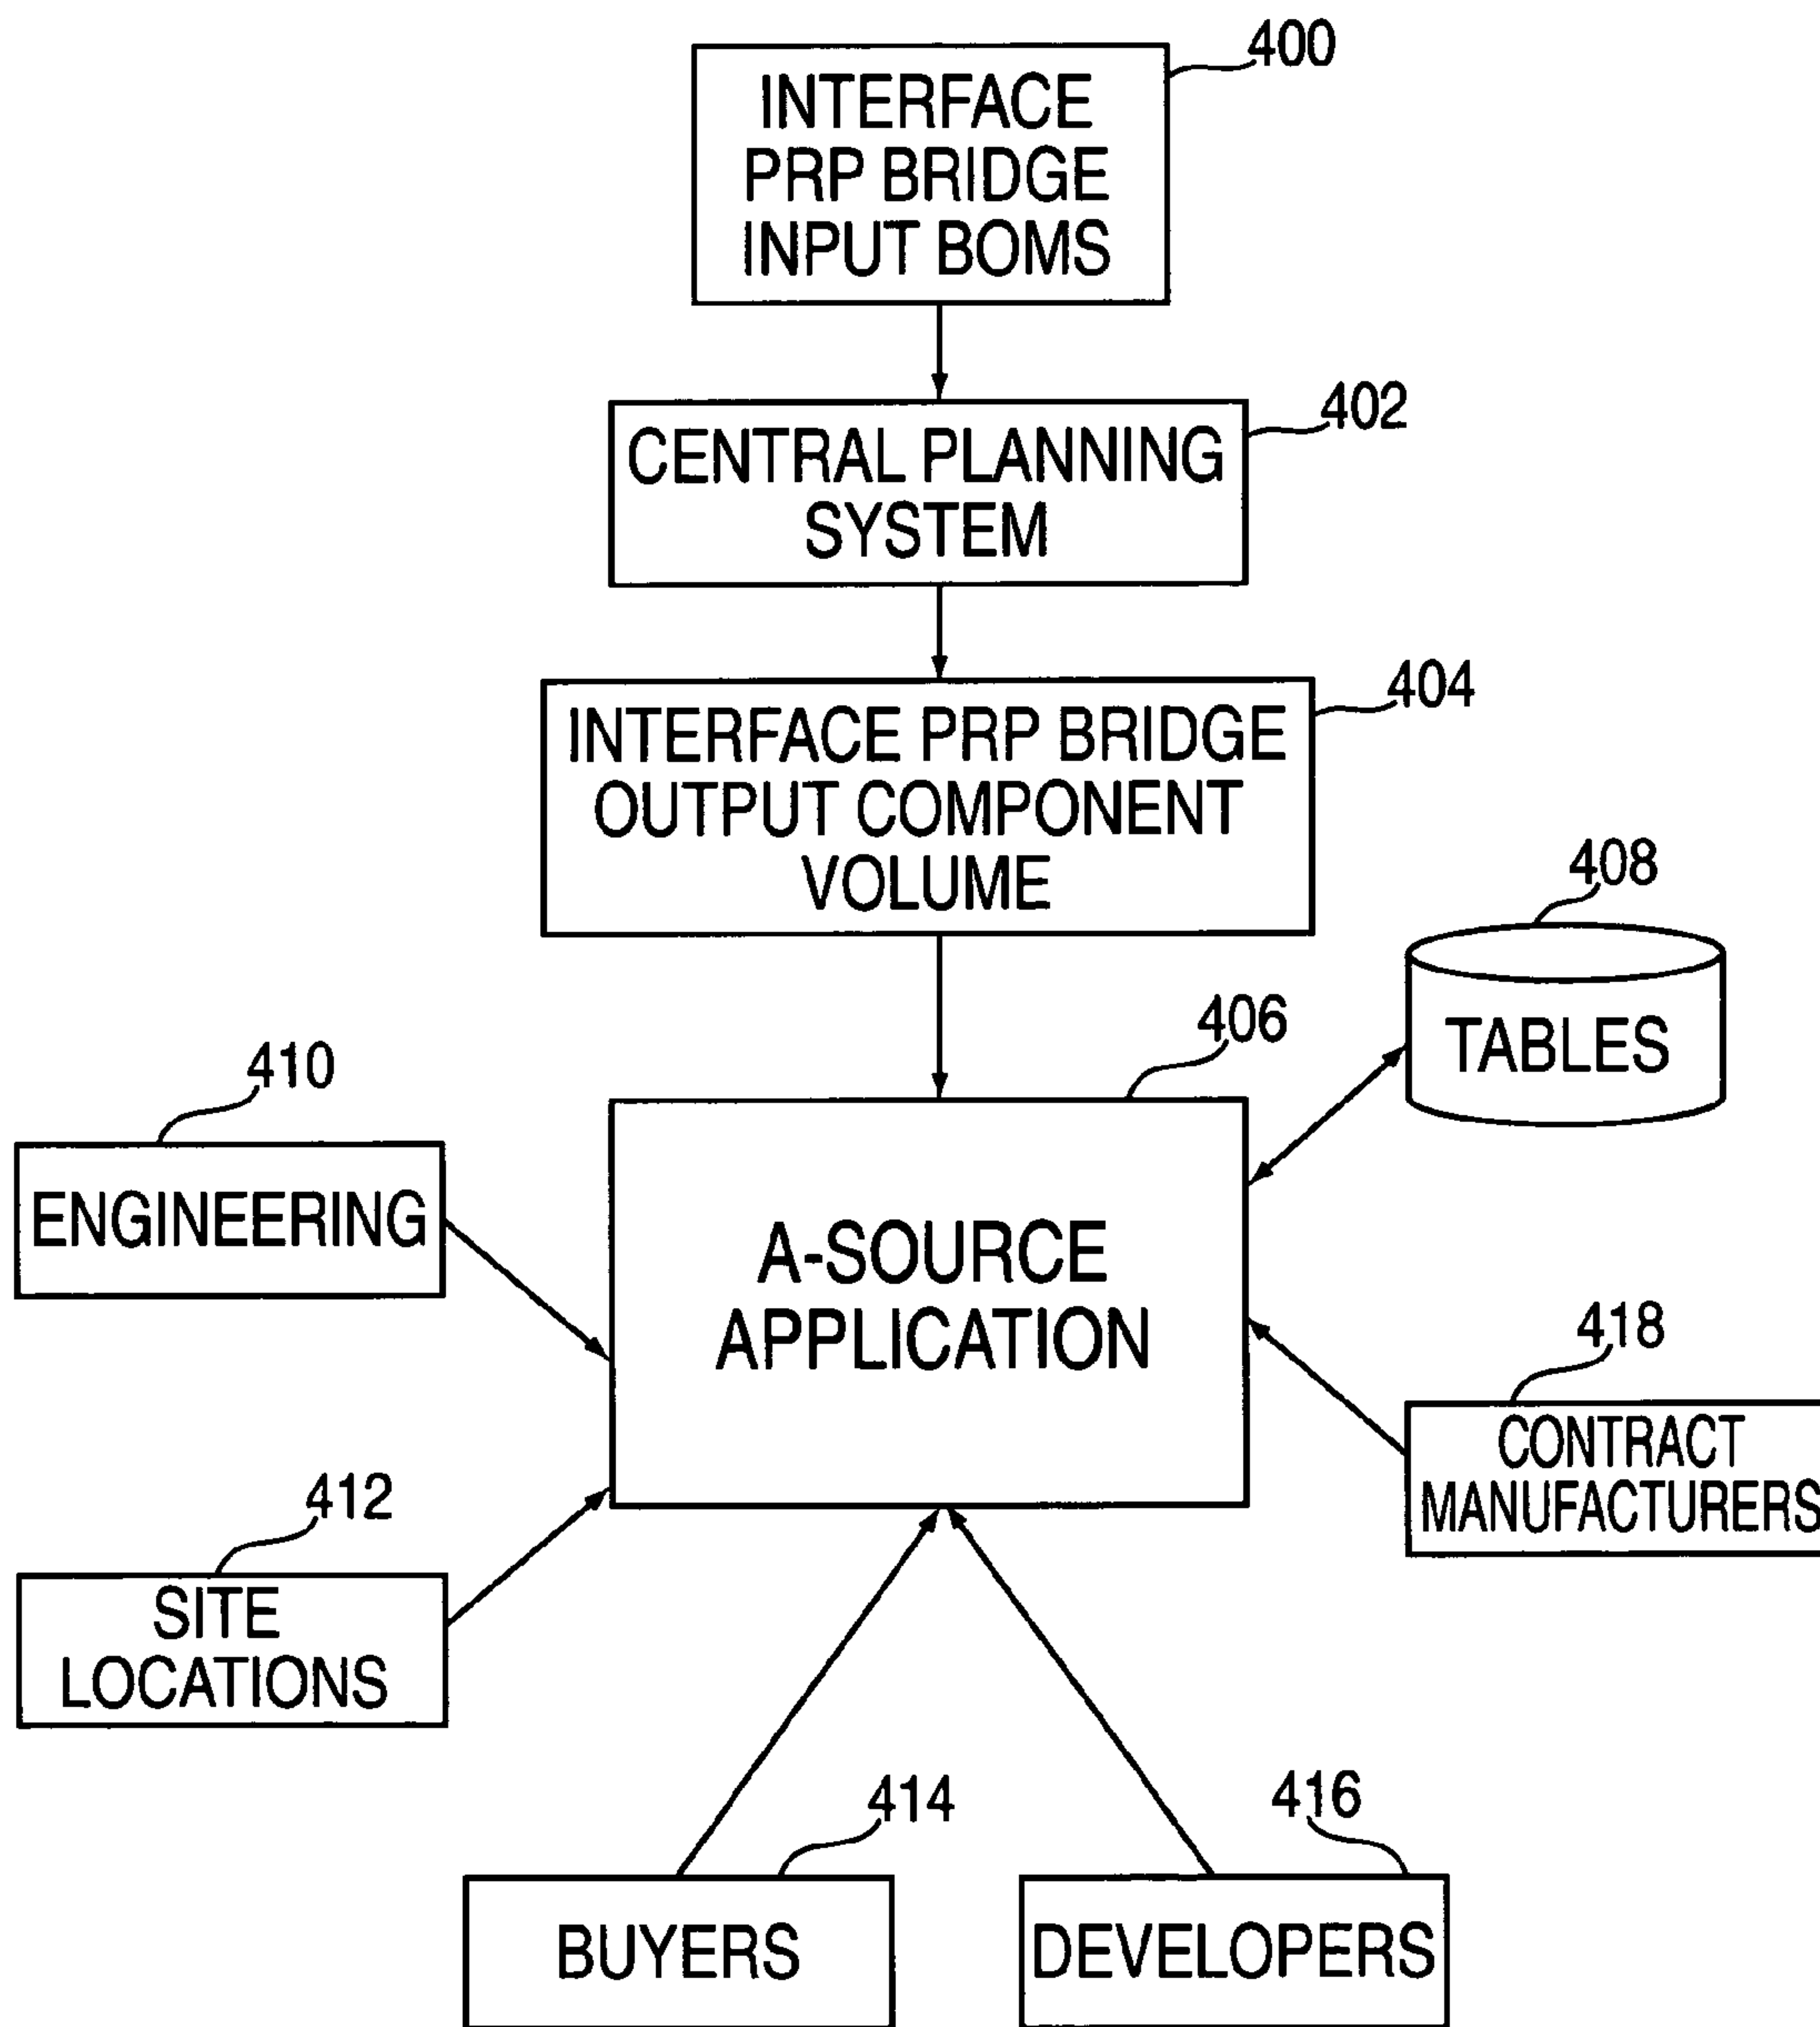 400
INTERFACE
PRP BRIDGE
INPUT BOMS
402
CENTRAL PLANNING
SYSTEM
404
INTERFACE PRP BRIDGE
OUTPUT COMPONENT
VOLUME
408
TABLES
406
A-SOURCE
APPLICATION
410
ENGINEERING
418
CONTRACT
MANUFACTURERS
412
SITE
LOCATIONS
414
BUYERS
416
DEVELOPERS